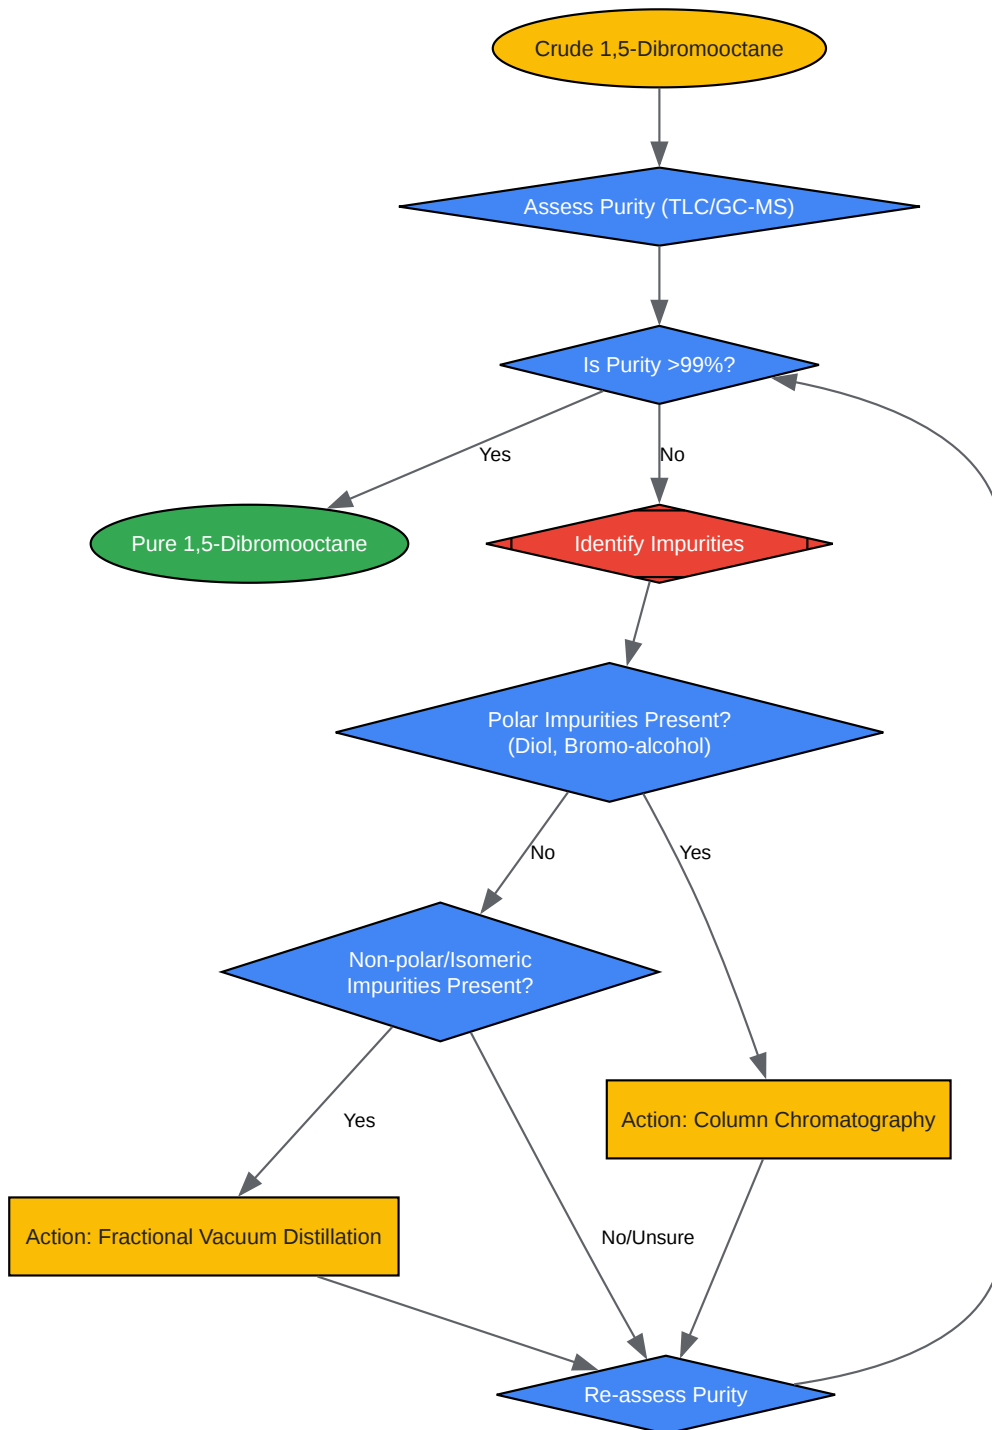 Crude 1,5-Dibromooctane
Assess Purity (TLC/GC-MS)
Is Purity >99%?
Yes
No
Pure 1,5-Dibromooctane
Identify Impurities
Polar Impurities Present?
(Diol, Bromo-alcohol)
No
Yes
Non-polar/Isomeric
Impurities Present?
Yes
Action: Column Chromatography
Action: Fractional Vacuum Distillation
No/Unsure
Re-assess Purity